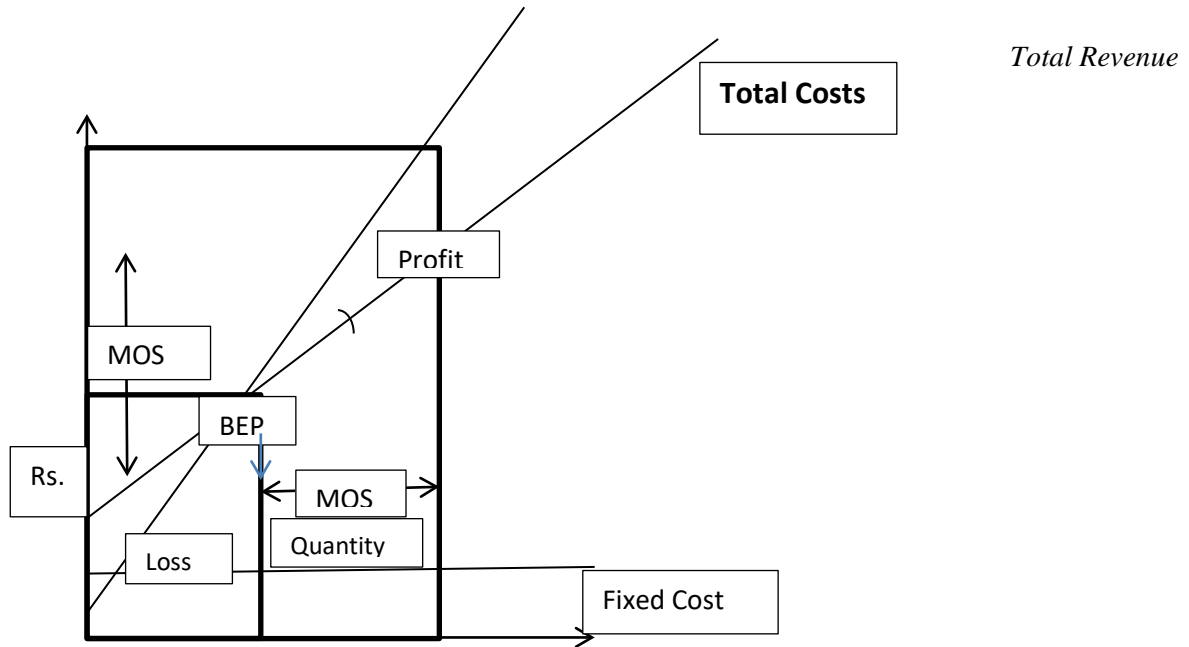 Total Revenue
Total Costs
Profit
MOS
BEP
Rs.
MOS
Quantity
Loss
Fixed Cost